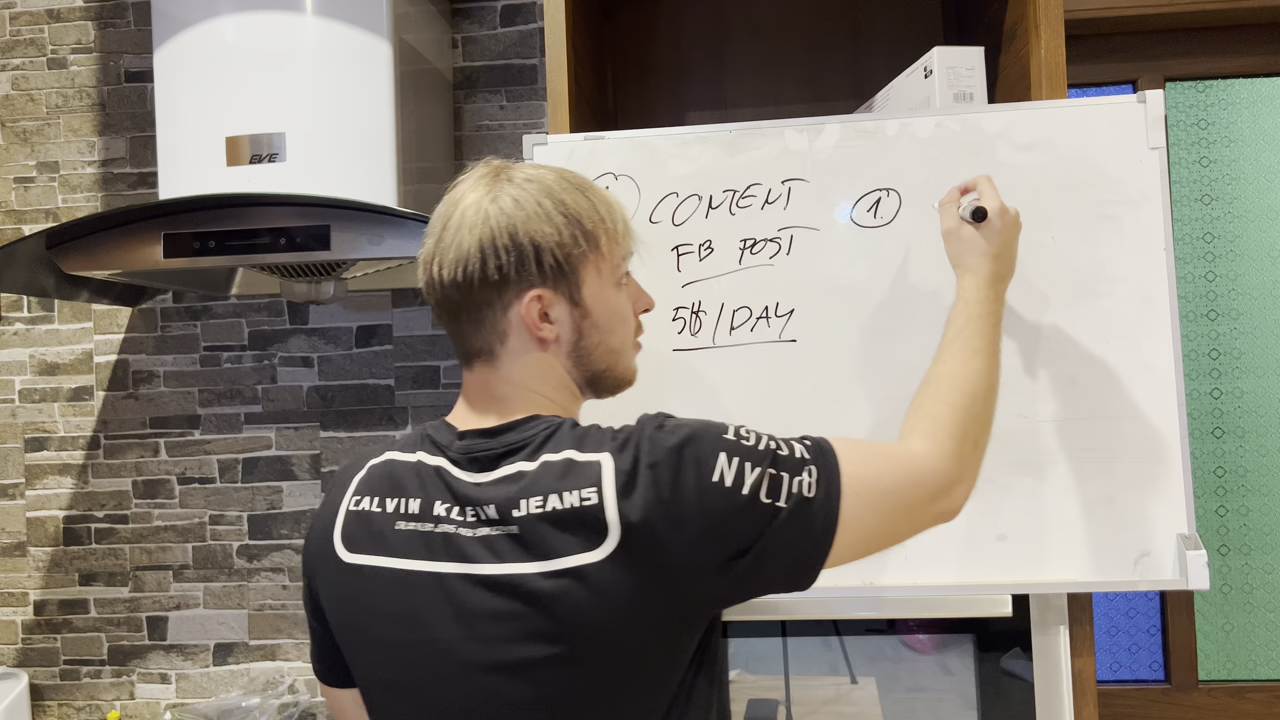 EVE
CONTENT
1.
FB POST
5$/DAY
CALVIN KLEIN JEANS
NYC